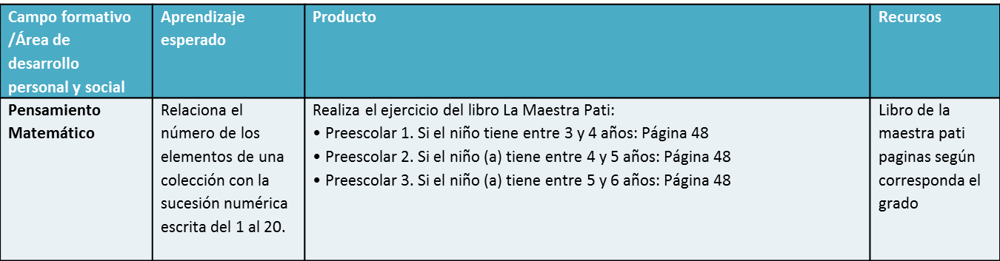 Campo formativo
/Área de
desarrollo
personal y social
Aprendizaje
esperado
Producto
Recursos
Pensamiento
Matemático
Relaciona el
número de los
elementos de una
colección con la
sucesión numérica
escrita del 1 al 20.
Realiza el ejercicio del libro La Maestra Pati:
• Preescolar 1. Si el niño tiene entre 3 y 4 años: Página 48
• Preescolar 2. Si el niño (a) tiene entre 4 y 5 años: Página 48
• Preescolar 3. Si el niño (a) tiene entre 5 y 6 años: Página 48
Libro de la
maestra pati
paginas según
corresponda el
grado